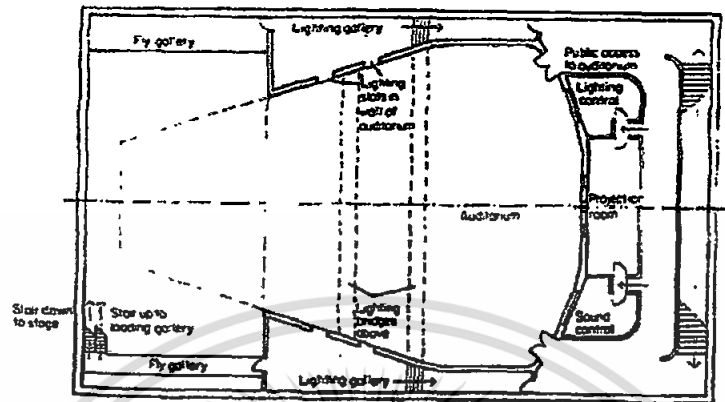 Lighting gallery
Fly gallery
Public access
to auditorium
Lighting
control
Lighting
slots in
wall of
auditorium
Auditorium
Projection
room
Stair down
to stage
Stair up to
loading gallery
Lighting
bridges
above
Sound
control
Fly gallery
Lighting gallery